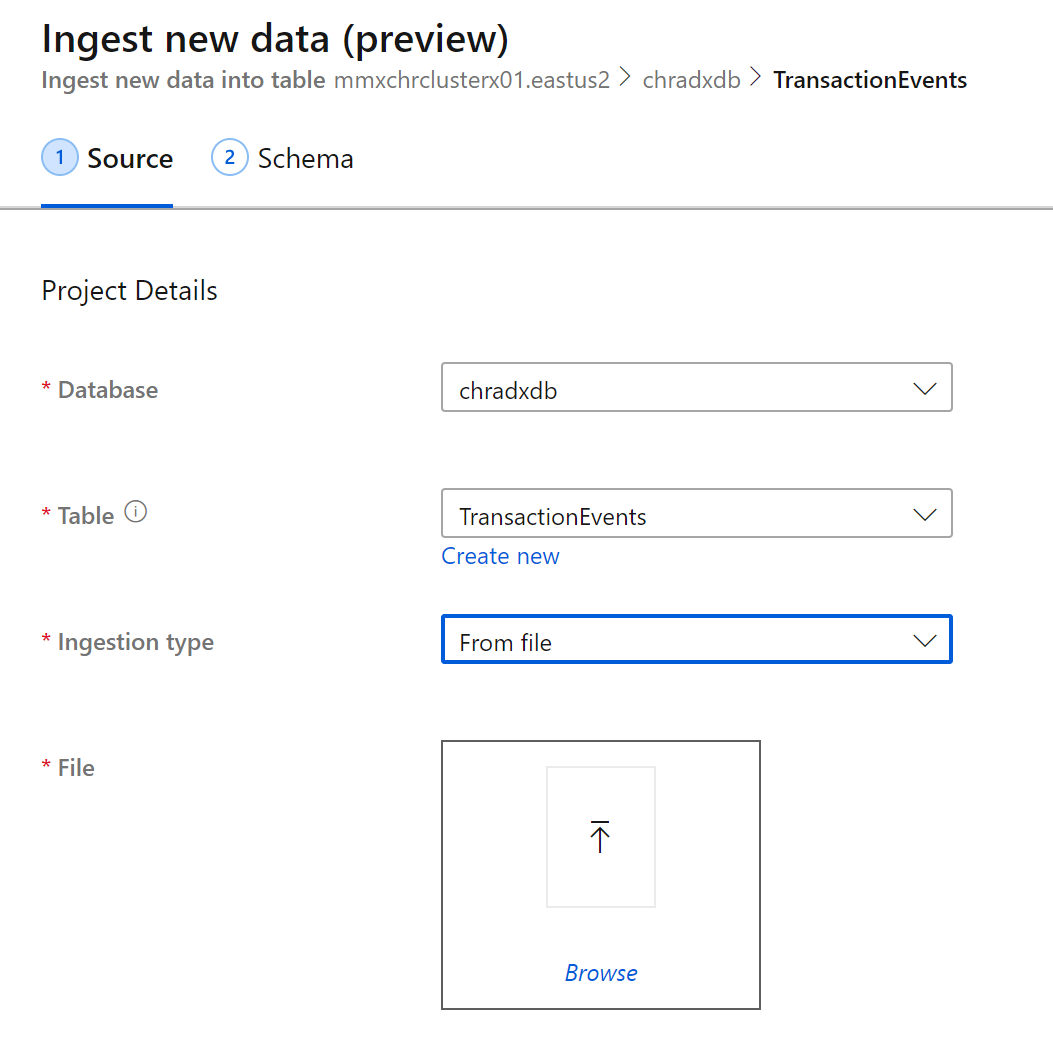 Ingest new data (preview)
Ingest new data into table mmxchrclusterx01.eastus2 > chradxdb > TransactionEvents
1 Source 2 Schema
Project Details
* Database chradxdb
* Table i TransactionEvents
Create new
* Ingestion type From file
* File
Browse